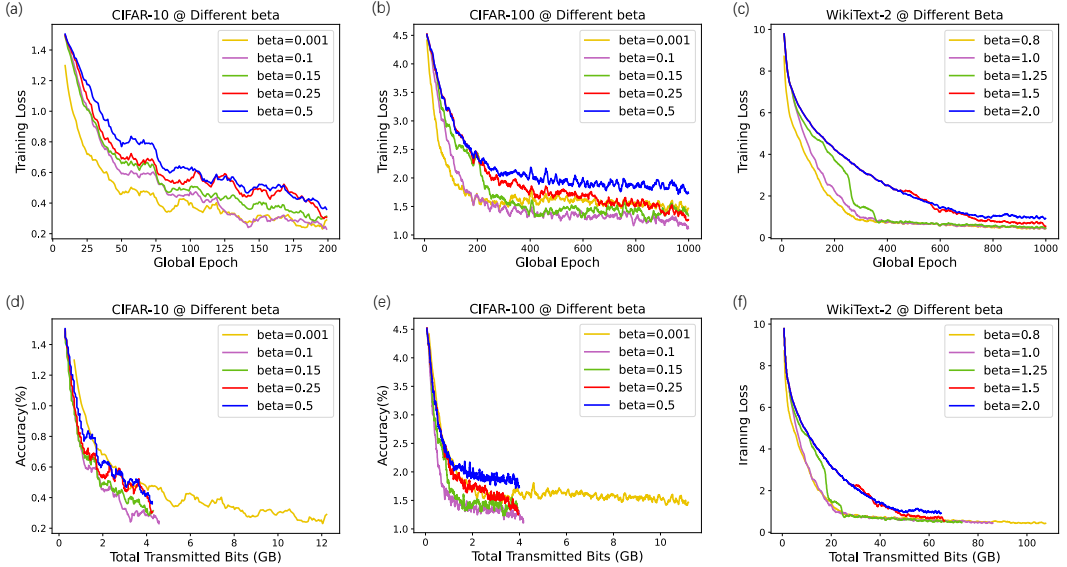 (a)
CIFAR-10 @ Different beta
Training Loss
1.4
1.2
1.0
0.8
0.6
0.4
0.2
beta=0.001
beta=0.1
beta=0.15
beta=0.25
beta=0.5
0 25 50 75 100 125 150 175 200
Global Epoch
(b)
CIFAR-100 @ Different beta
Training Loss
4.5
4.0
3.5
3.0
2.5
2.0
1.5
1.0
beta=0.001
beta=0.1
beta=0.15
beta=0.25
beta=0.5
0 200 400 600 800 1000
Global Epoch
(c)
WikiText-2 @ Different Beta
Training Loss
10
8
6
4
2
0
beta=0.8
beta=1.0
beta=1.25
beta=1.5
beta=2.0
0 200 400 600 800 1000
Global Epoch
(d)
CIFAR-10 @ Different beta
Accuracy(%)
1.4
1.2
1.0
0.8
0.6
0.4
0.2
beta=0.001
beta=0.1
beta=0.15
beta=0.25
beta=0.5
0 2 4 6 8 10 12
Total Transmitted Bits (GB)
(e)
CIFAR-100 @ Different beta
Accuracy(%)
4.5
4.0
3.5
3.0
2.5
2.0
1.5
1.0
beta=0.001
beta=0.1
beta=0.15
beta=0.25
beta=0.5
0 2 4 6 8 10
Total Transmitted Bits (GB)
(f)
WikiText-2 @ Different beta
Training Loss
10
8
6
4
2
0
beta=0.8
beta=1.0
beta=1.25
beta=1.5
beta=2.0
0 20 40 60 80 100
Total Transmitted Bits (GB)